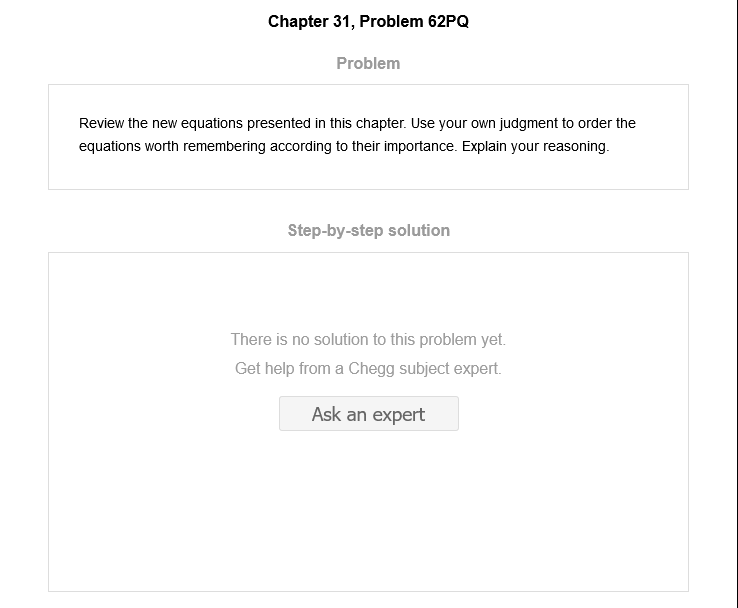 Chapter 31, Problem 62PQ
Problem
Review the new equations presented in this chapter. Use your own judgment to order the
equations worth remembering according to their importance. Explain your reasoning.
Step-by-step solution
There is no solution to this problem yet.
Get help from a Chegg subject expert.
Ask an expert